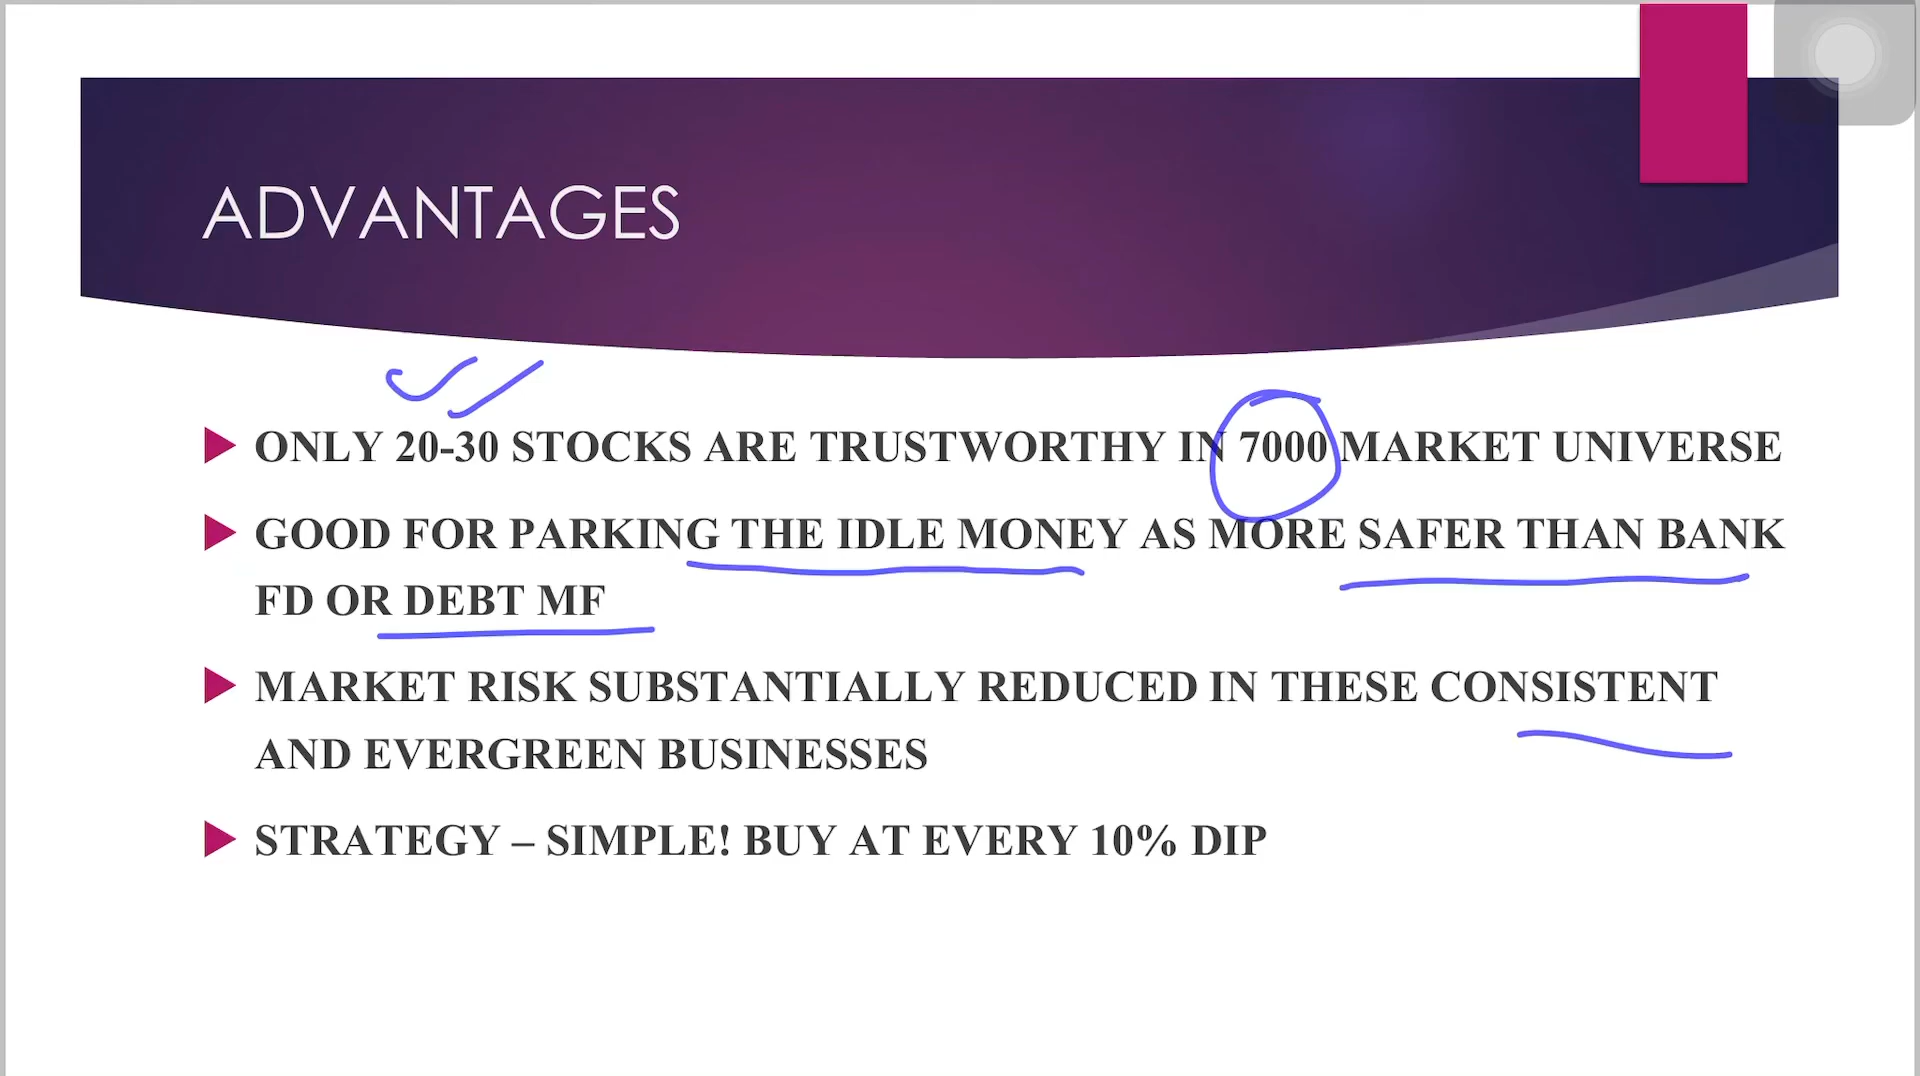 ADVANTAGES
ONLY 20-30 STOCKS ARE TRUSTWORTHY IN 7000 MARKET UNIVERSE
GOOD FOR PARKING THE IDLE MONEY AS MORE SAFER THAN BANK
FD OR DEBT MF
MARKET RISK SUBSTANTIALLY REDUCED IN THESE CONSISTENT
AND EVERGREEN BUSINESSES
STRATEGY – SIMPLE! BUY AT EVERY 10% DIP